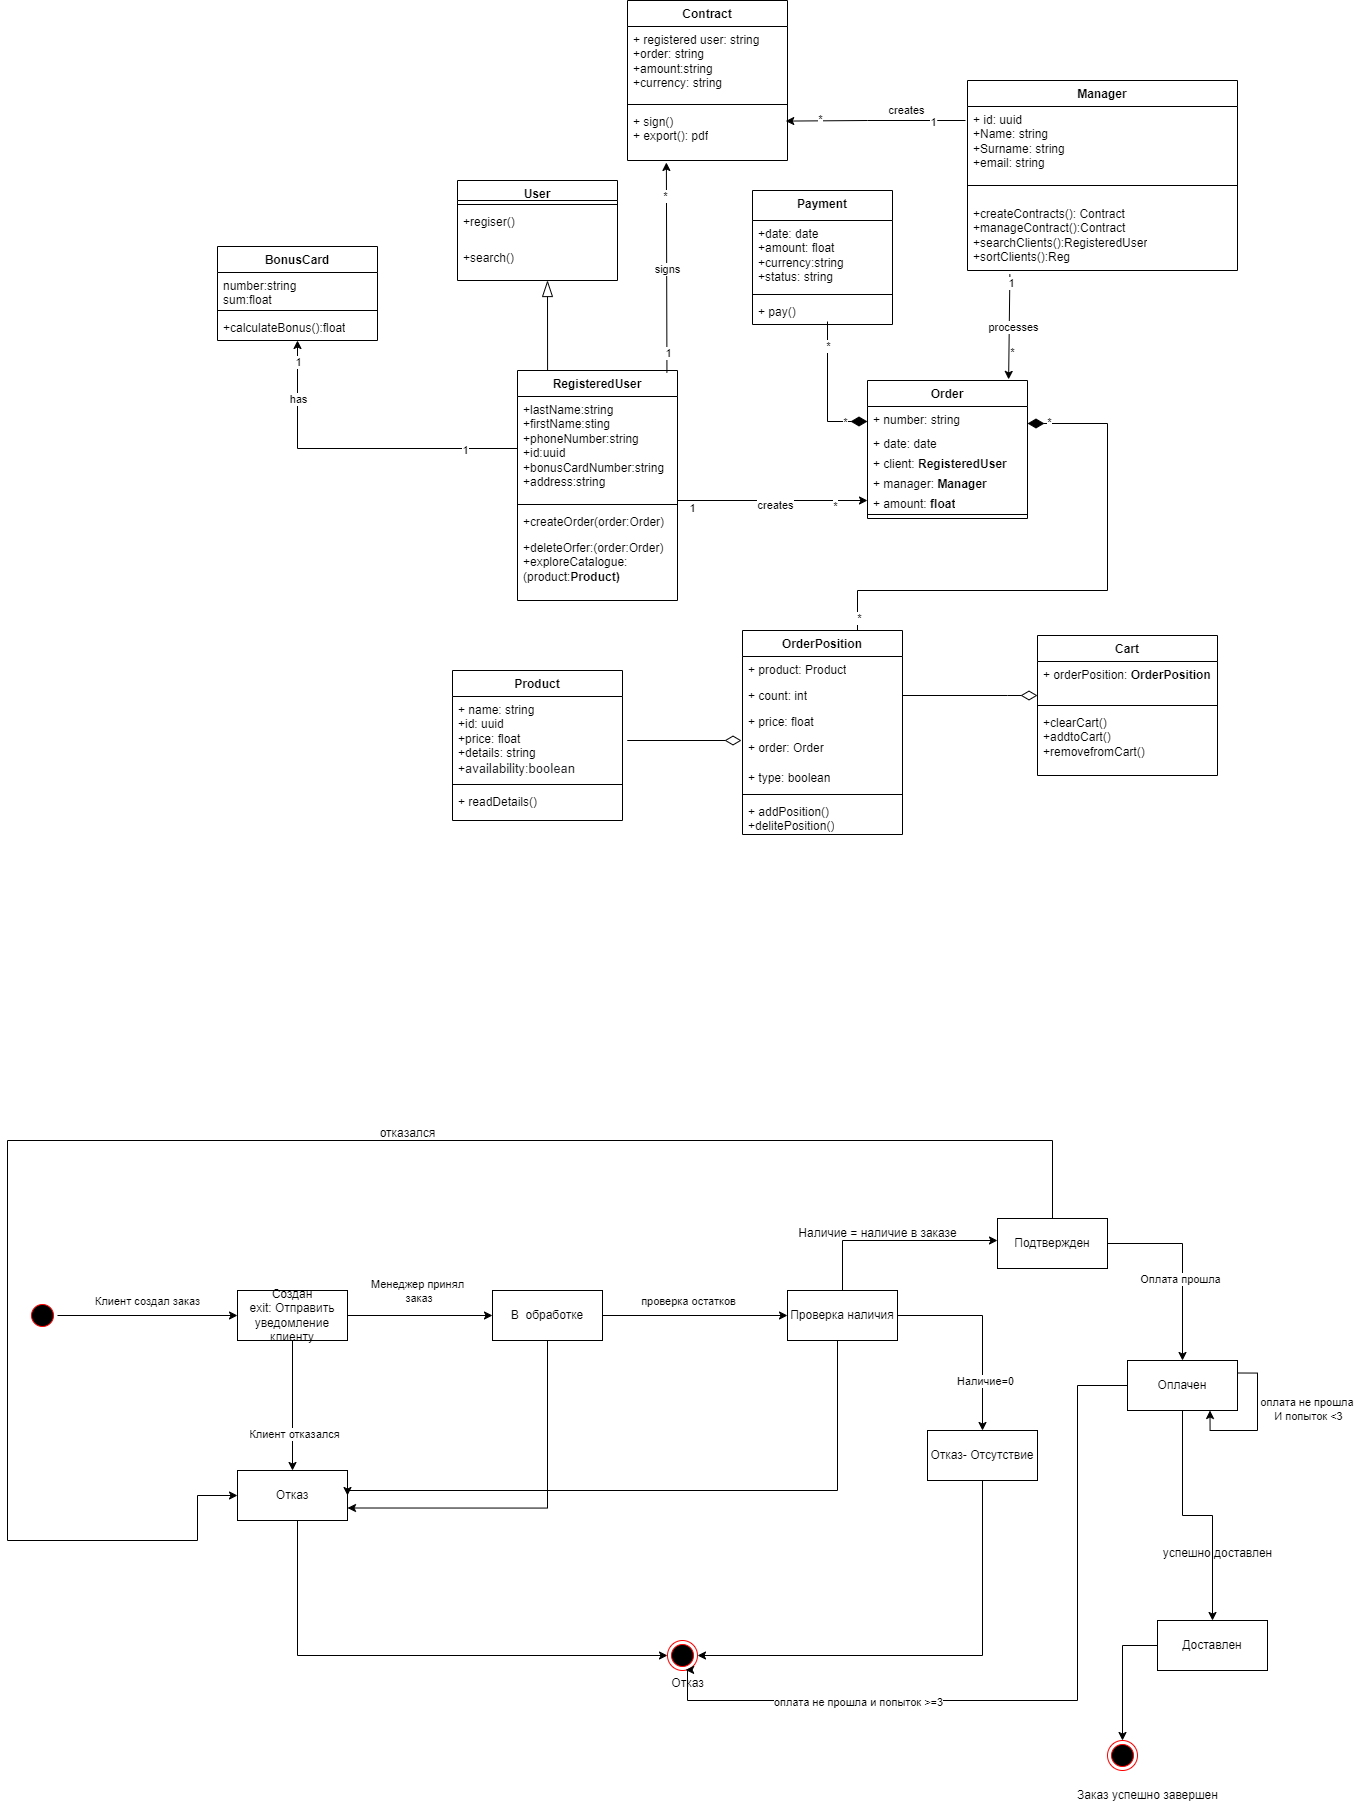 Contract
+ registered user: string
+order: string
+amount:string
+currency: string
+ sign()
+ export(): pdf
creates
*
1
Manager
+ id: uuid
+Name: string
+Surname: string
+email: string
+createContracts(): Contract
+manageContract():Contract
+searchClients():RegisteredUser
+sortClients():Reg
User
+regiser()
+search()
*
signs
1
Payment
+date: date
+amount: float
+currency:string
+status: string
+ pay()
BonusCard
number:string
sum:float
+calculateBonus():float
1
has
1
1
processes
*
*
*
RegisteredUser
+lastName:string
+firstName:sting
+phoneNumber:string
+id:uuid
+bonusCardNumber:string
+address:string
+createOrder(order:Order)
+deleteOrfer:(order:Order)
+exploreCatalogue:
(product:Product)
1
creates
*
Order
+ number: string
+ date: date
+ client: RegisteredUser
+ manager: Manager
+ amount: float
*
*
OrderPosition
+ product: Product
+ count: int
+ price: float
+ order: Order
+ type: boolean
+ addPosition()
+delitePosition()
Cart
+ orderPosition: OrderPosition
+clearCart()
+addtoCart()
+removefromCart()
Product
+ name: string
+id: uuid
+price: float
+details: string
+availability:boolean
+ readDetails()
отказался
Наличие = наличие в заказе
Подтвержден
Оплата прошла
Клиент создал заказ
Создан
exit: Отправить
уведомление
клиенту
Менеджер принял
заказ
В обработке
проверка остатков
Проверка наличия
Наличие=0
Оплачен
оплата не прошла
И попыток <3
Клиент отказался
Отказ
Отказ- Отсутствие
успешно доставлен
Доставлен
Отказ
оплата не прошла и попыток >=3
Заказ успешно завершен